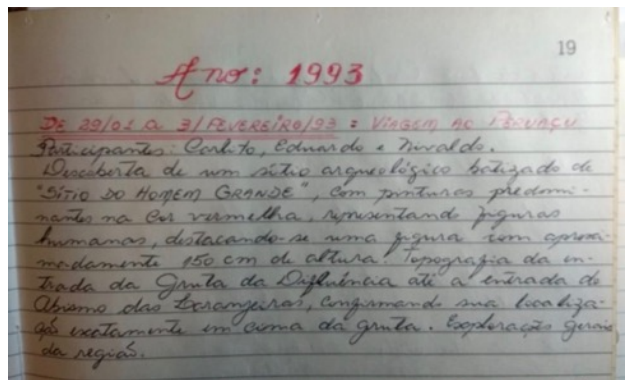 19
Ano: 1993
DE 29/01 A 3/FEVEREIRO/93 : VIAGEM AO PERUAÇU
Participantes: Carlito, Eduardo e Nivaldo.
Descoberta de um sítio arqueológico batizado de
"SÍTIO DO HOMEM GRANDE", com pinturas predomi-
nantes na cor vermelha, representando figuras
humanas, destacando-se uma figura com aproxi-
madamente 150 cm de altura. Topografia da en-
trada da Gruta da Difluência até a entrada do
Abismo das Laranjeiras, confirmando sua localiza-
ção exatamente em cima da gruta. Explorações gerais
da região.